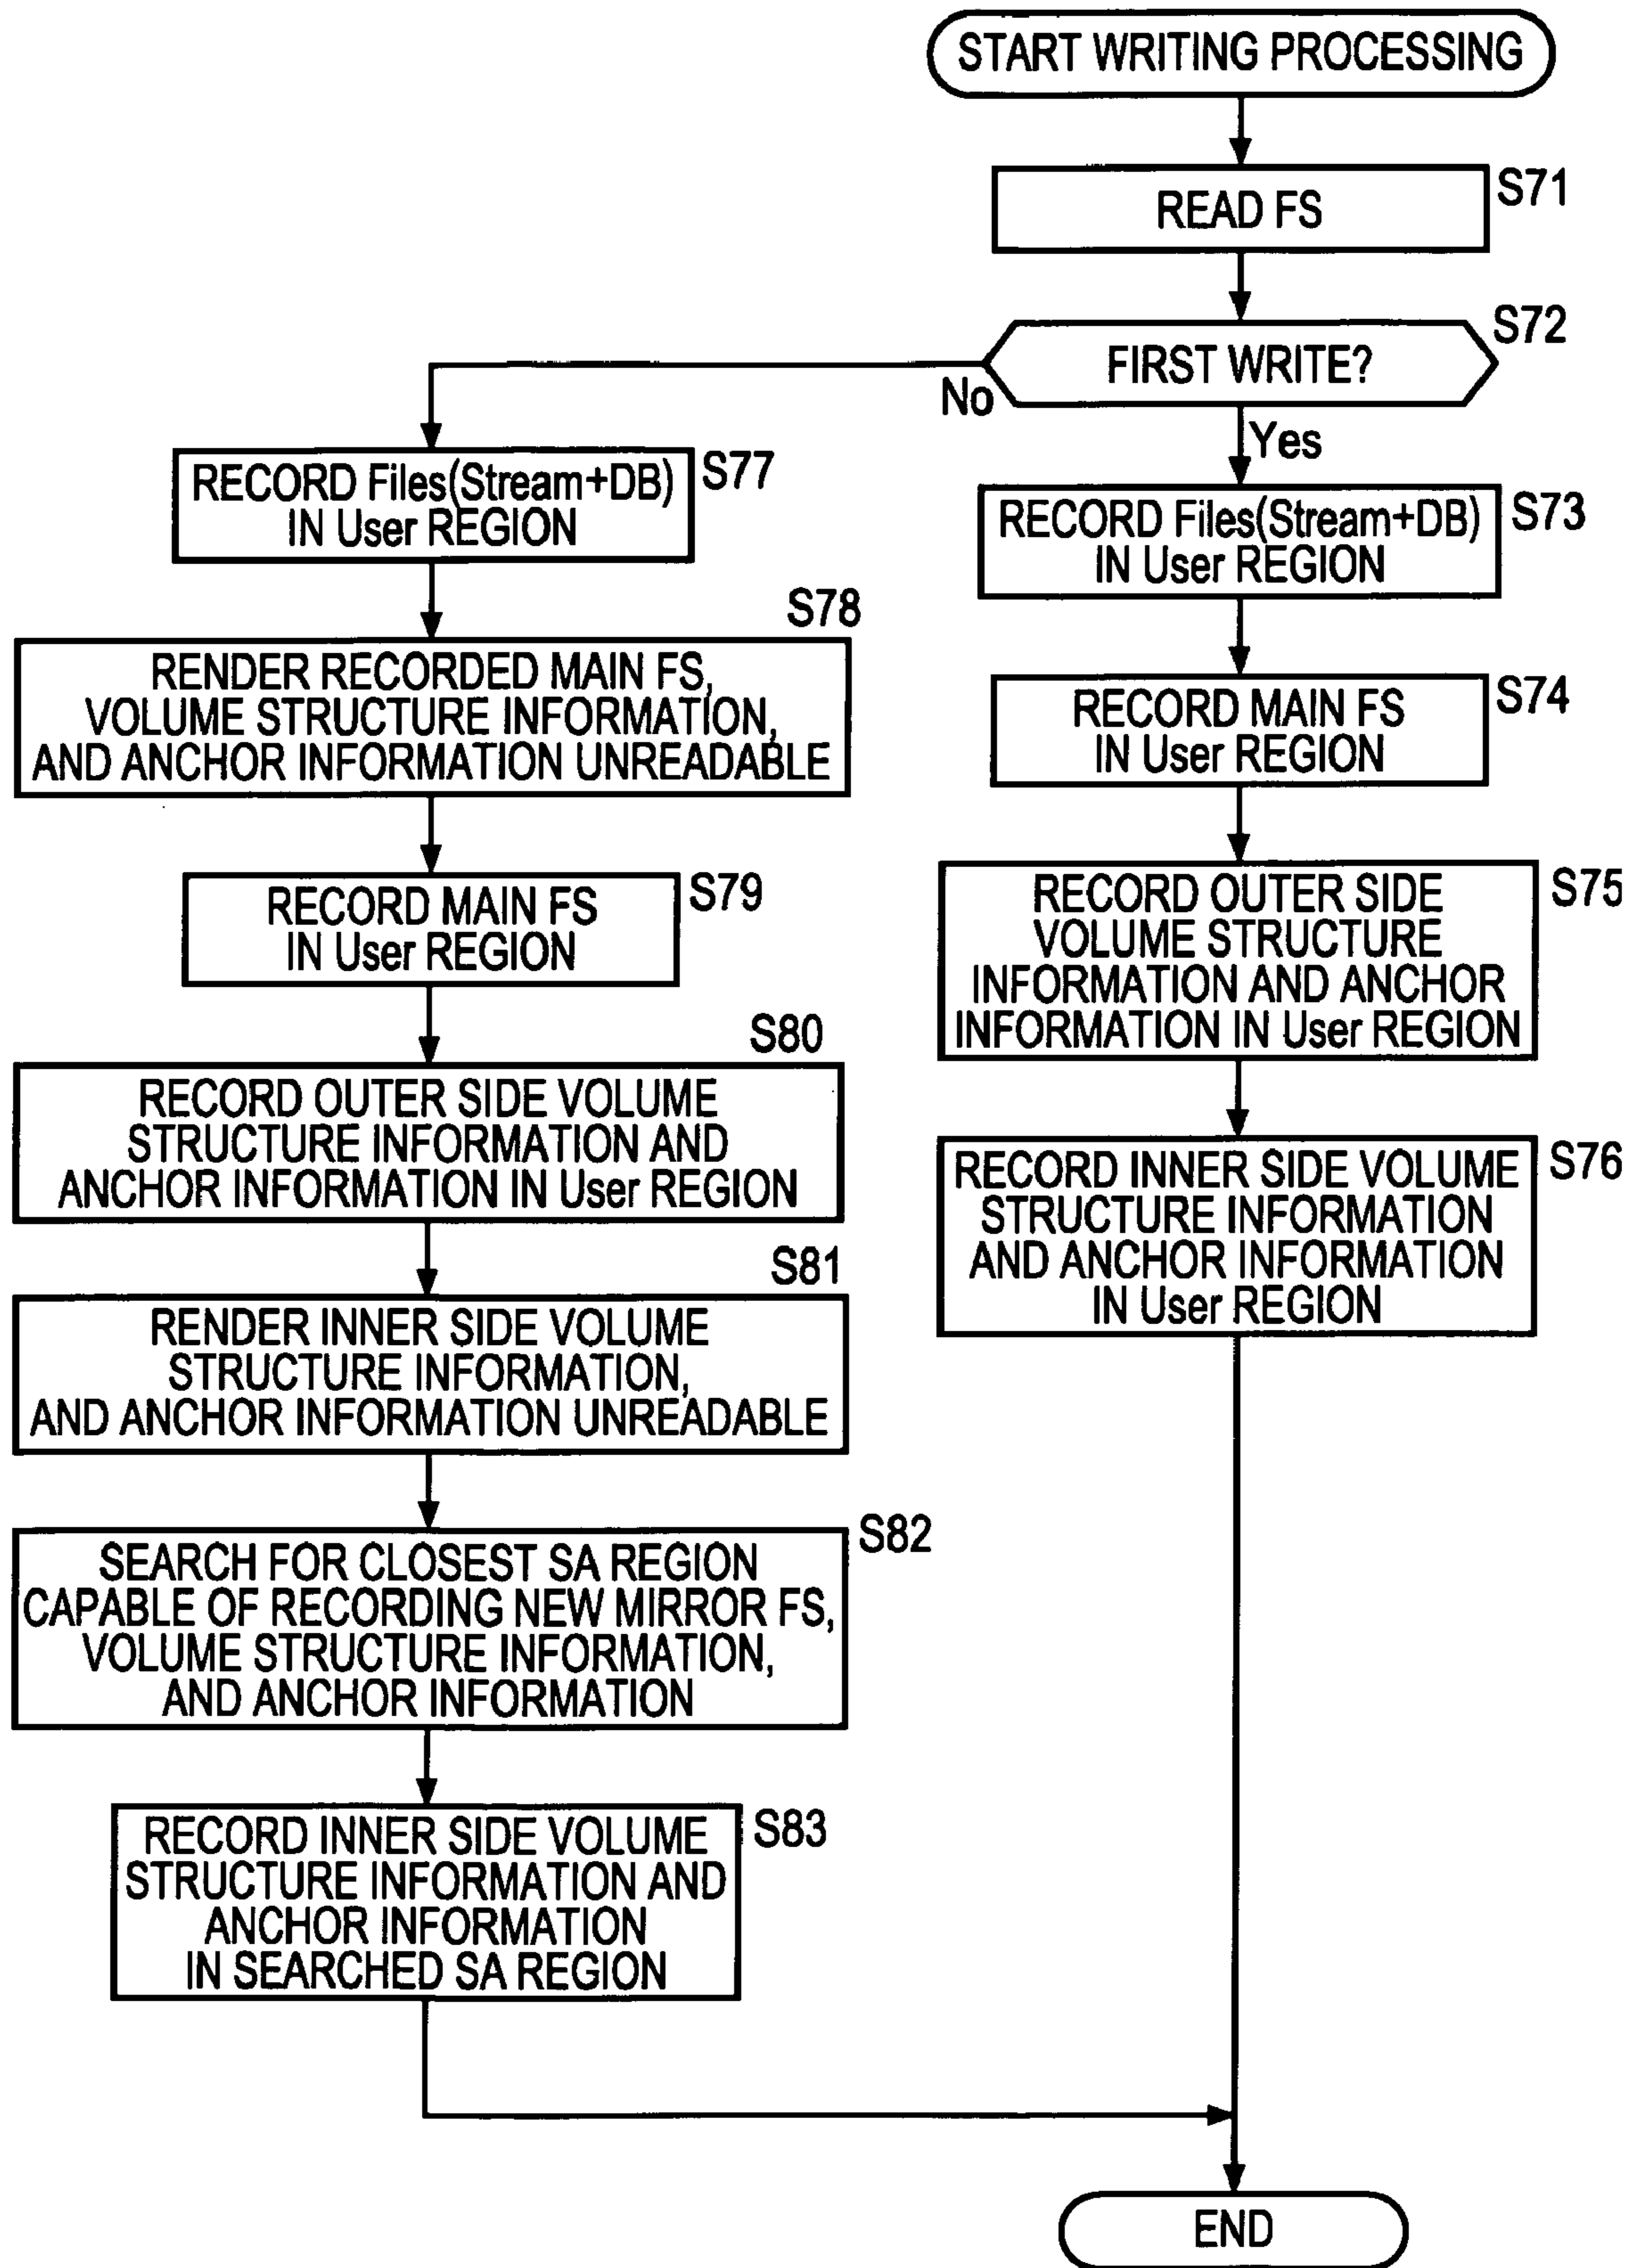 START WRITING PROCESSING
READ FS
S71
FIRST WRITE?
S72
No
Yes
RECORD Files(Stream+DB)
IN User REGION
S73
RECORD MAIN FS
IN User REGION
S74
RECORD OUTER SIDE
VOLUME STRUCTURE
INFORMATION AND ANCHOR
INFORMATION IN User REGION
S75
RECORD INNER SIDE VOLUME
STRUCTURE INFORMATION
AND ANCHOR INFORMATION
IN User REGION
S76
RECORD Files(Stream+DB)
IN User REGION
S77
S78
RENDER RECORDED MAIN FS,
VOLUME STRUCTURE INFORMATION,
AND ANCHOR INFORMATION UNREADABLE
RECORD MAIN FS
IN User REGION
S79
S80
RECORD OUTER SIDE VOLUME
STRUCTURE INFORMATION AND
ANCHOR INFORMATION IN User REGION
S81
RENDER INNER SIDE VOLUME
STRUCTURE INFORMATION,
AND ANCHOR INFORMATION UNREADABLE
SEARCH FOR CLOSEST SA REGION
CAPABLE OF RECORDING NEW MIRROR FS,
VOLUME STRUCTURE INFORMATION,
AND ANCHOR INFORMATION
S82
RECORD INNER SIDE VOLUME
STRUCTURE INFORMATION AND
ANCHOR INFORMATION
IN SEARCHED SA REGION
S83
END